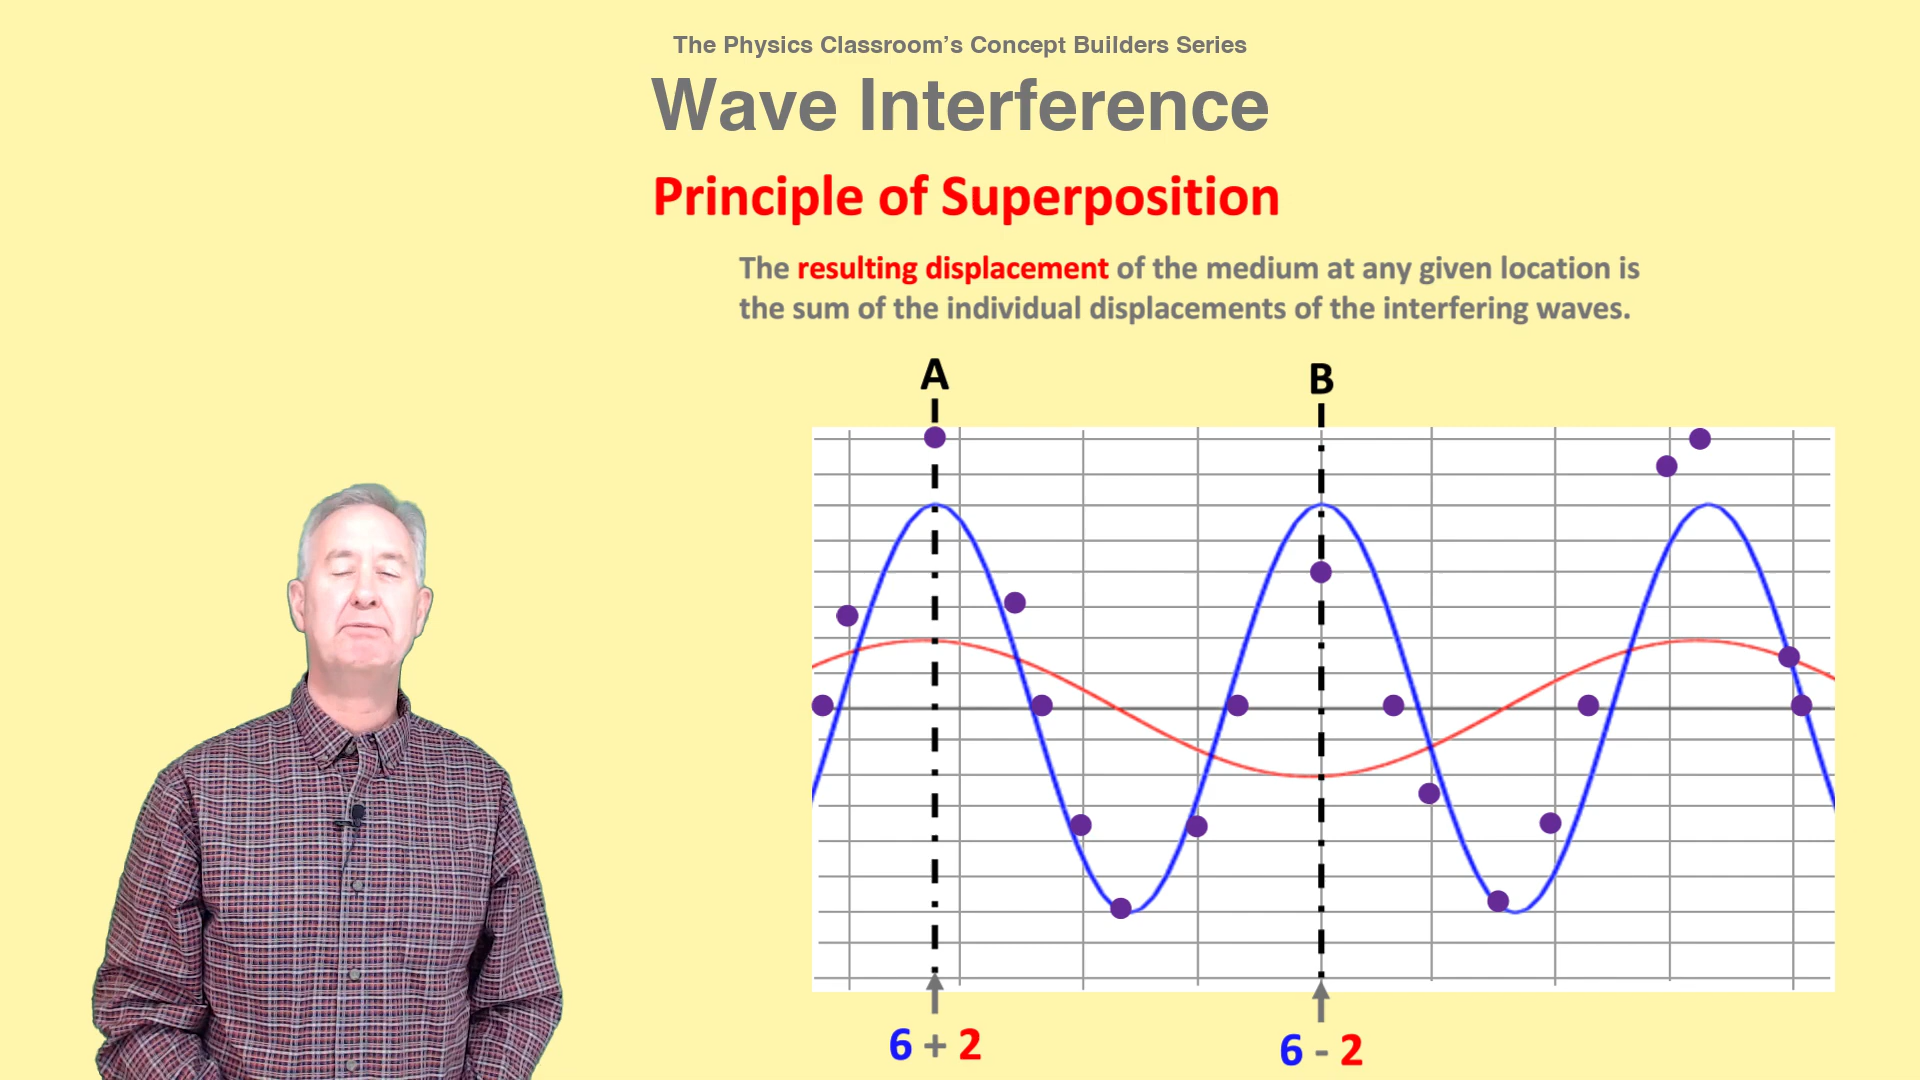 The Physics Classroom’s Concept Builders Series
Wave Interference
Principle of Superposition
The resulting displacement of the medium at any given location is
the sum of the individual displacements of the interfering waves.
A B
6 + 2 6 - 2